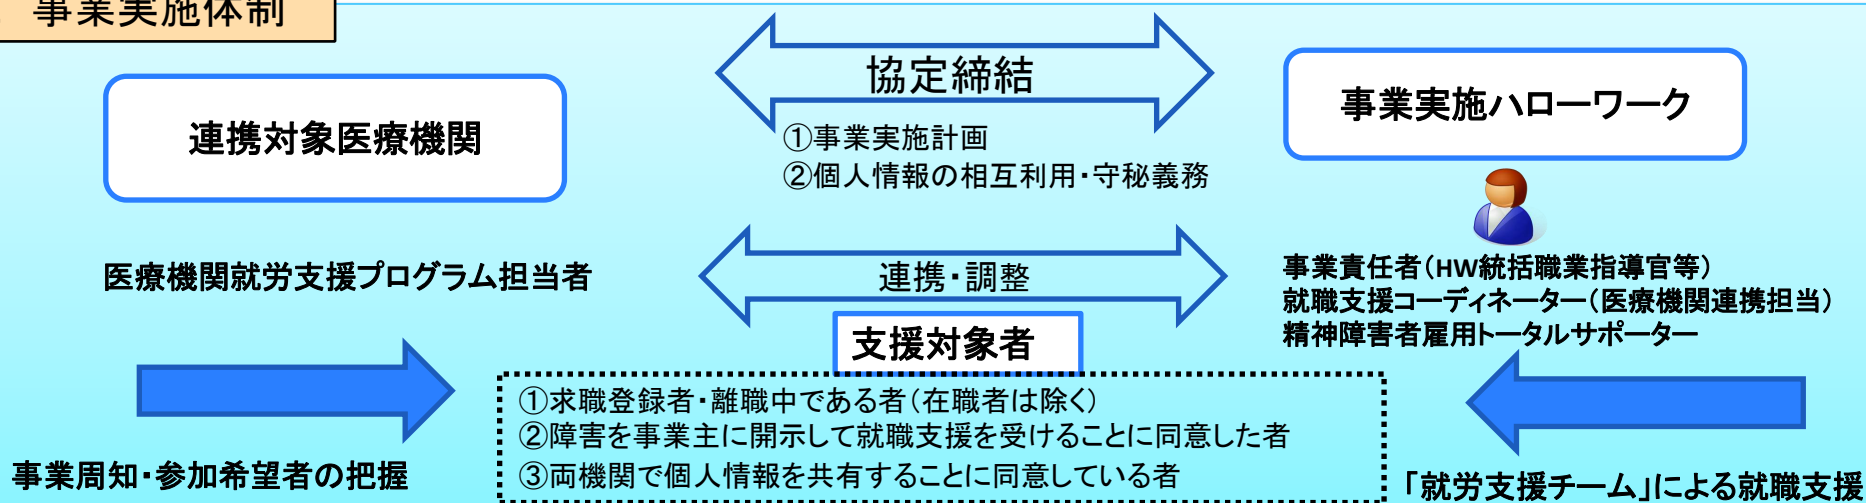 事業実施体制
協定締結
連携対象医療機関
事業実施ハローワーク
①事業実施計画
②個人情報の相互利用・守秘義務
医療機関就労支援プログラム担当者
連携・調整
事業責任者(HW統括職業指導官等)
就職支援コーディネーター(医療機関連携担当)
精神障害者雇用トータルサポーター
支援対象者
①求職登録者・離職中である者(在職者は除く)
②障害を事業主に開示して就職支援を受けることに同意した者
③両機関で個人情報を共有することに同意している者
事業周知・参加希望者の把握
「就労支援チーム」による就職支援